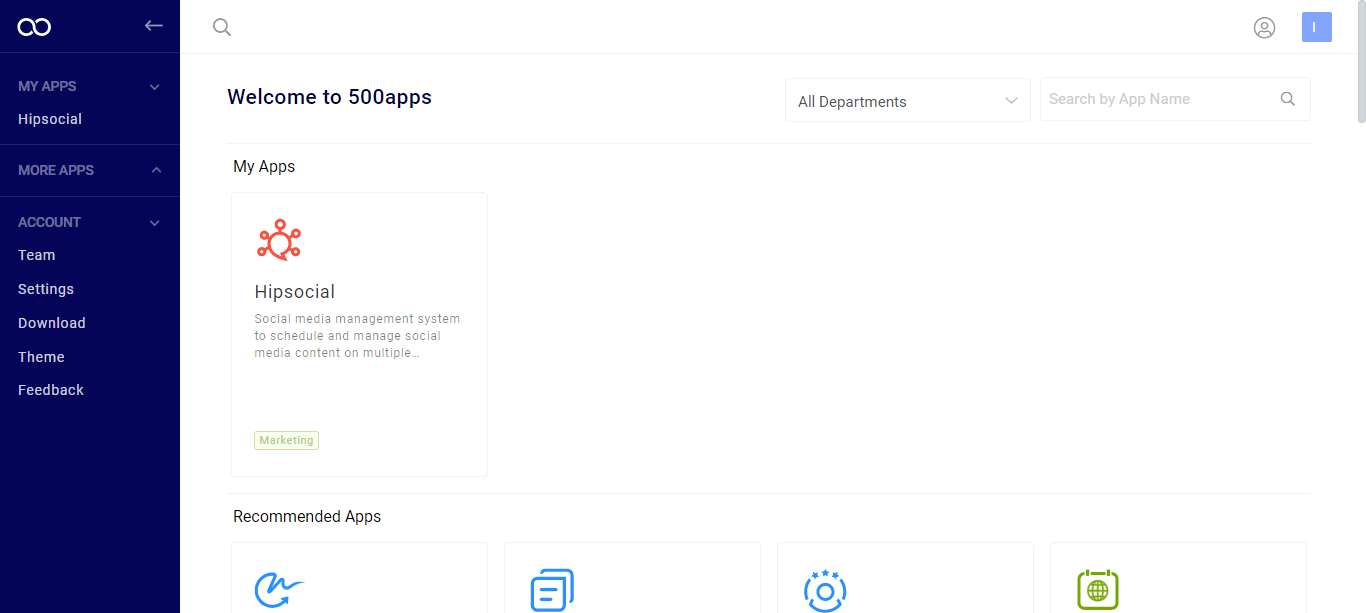 MY APPS
Hipsocial
MORE APPS
ACCOUNT
Team
Settings
Download
Theme
Feedback
I
Welcome to 500apps
All Departments
Search by App Name
My Apps
Hipsocial
Social media management system
to schedule and manage social
media content on multiple...
Marketing
Recommended Apps